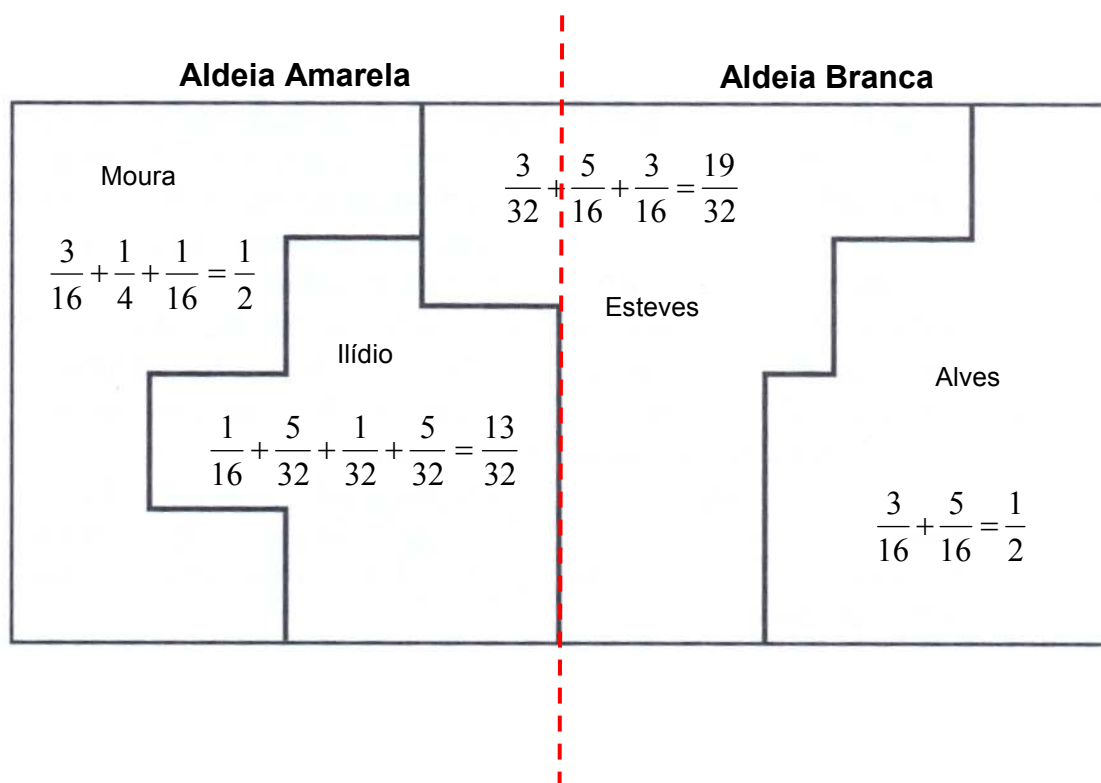 Aldeia Amarela
Aldeia Branca
Moura
3/16 + 1/4 + 1/16 = 1/2
3/32 + 5/16 + 3/16 = 19/32
Esteves
Ilídio
1/16 + 5/32 + 1/32 + 5/32 = 13/32
Alves
3/16 + 5/16 = 1/2